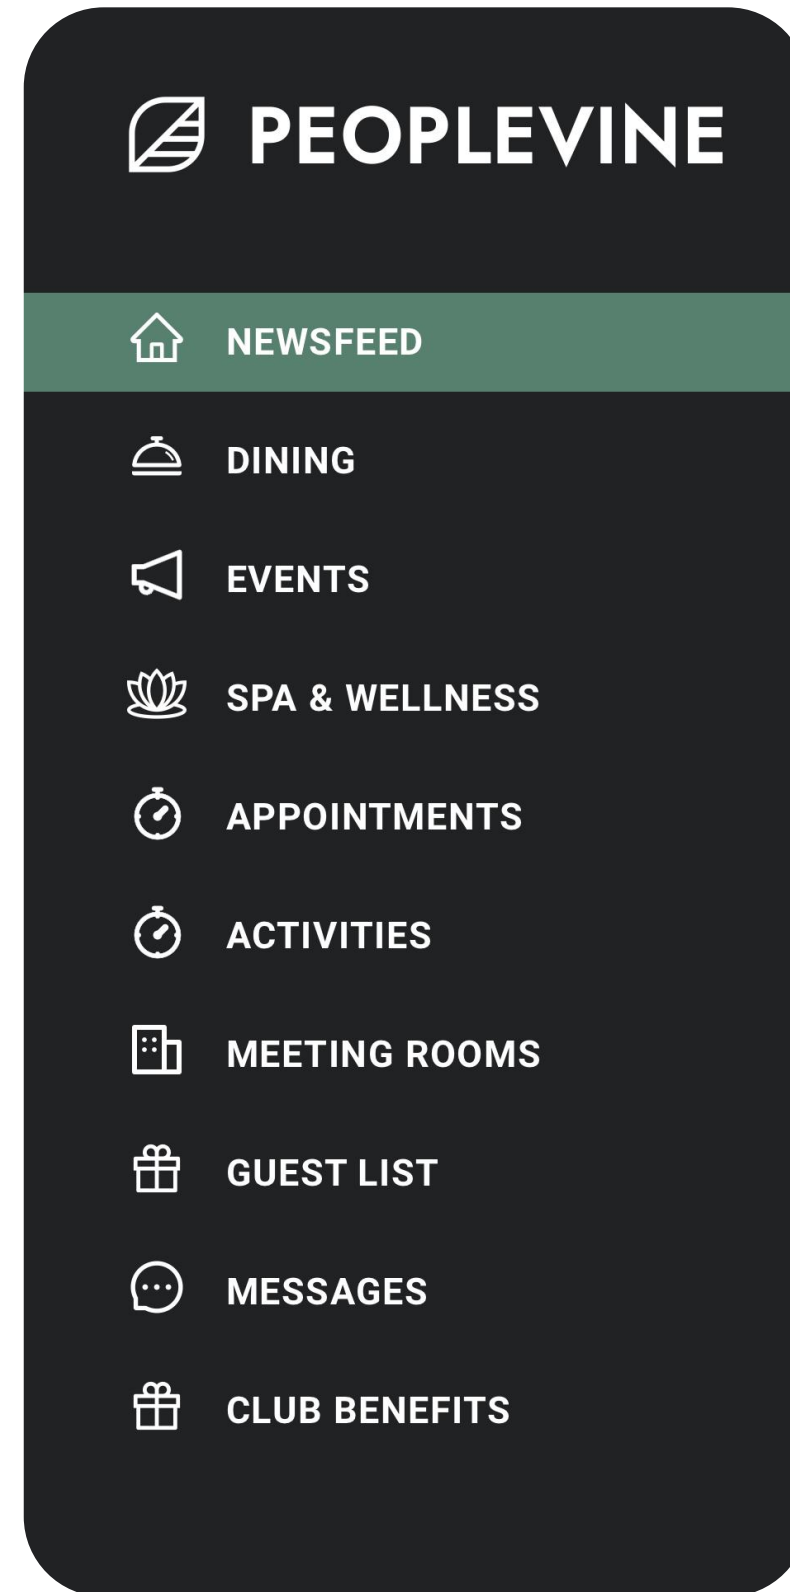 PEOPLEVINE
NEWSFEED
DINING
EVENTS
SPA & WELLNESS
APPOINTMENTS
ACTIVITIES
MEETING ROOMS
GUEST LIST
MESSAGES
CLUB BENEFITS